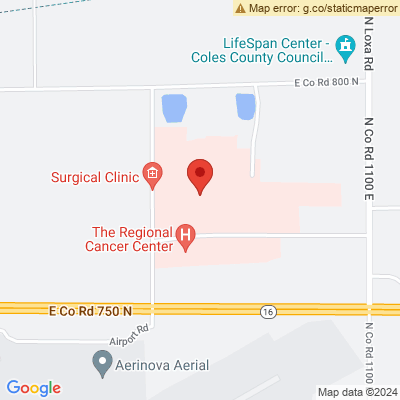 Map error: g.co/staticmaperror
LifeSpan Center -
Coles County Council...
N Loxa Rd
E Co Rd 800 N
N Co Rd 1100 E
Surgical Clinic
The Regional
Cancer Center
H
E Co Rd 750 N
16
Airport Rd
N Co Rd 1100
Aerinova Aerial
Google
Map data ©2024